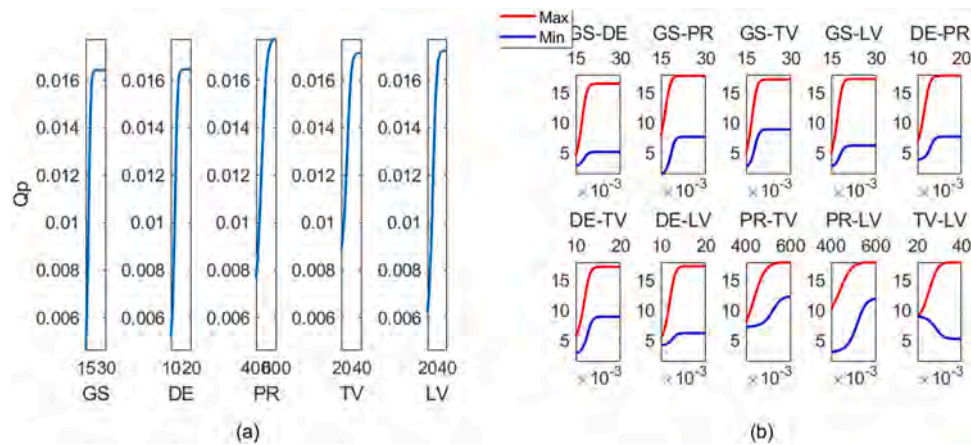 Max
Min
GS-DE GS-PR GS-TV GS-LV DE-PR
15 30 15 30 15 30 15 30 10 20
15
10
5
15
10
5
15
10
5
15
10
5
15
10
5
×10⁻³ ×10⁻³ ×10⁻³ ×10⁻³ ×10⁻³
DE-TV DE-LV PR-TV PR-LV TV-LV
10 20 10 20 400 600 400 600 20 40
15
10
5
15
10
5
15
10
5
15
10
5
15
10
5
×10⁻³ ×10⁻³ ×10⁻³ ×10⁻³ ×10⁻³
Qp
0.016 0.016 0.016 0.016 0.016
0.014 0.014 0.014 0.014 0.014
0.012 0.012 0.012 0.012 0.012
0.01 0.01 0.01 0.01 0.01
0.008 0.008 0.008 0.008 0.008
0.006 0.006 0.006 0.006 0.006
1530 1020 400600 2040 2040
GS DE PR TV LV
(a) (b)